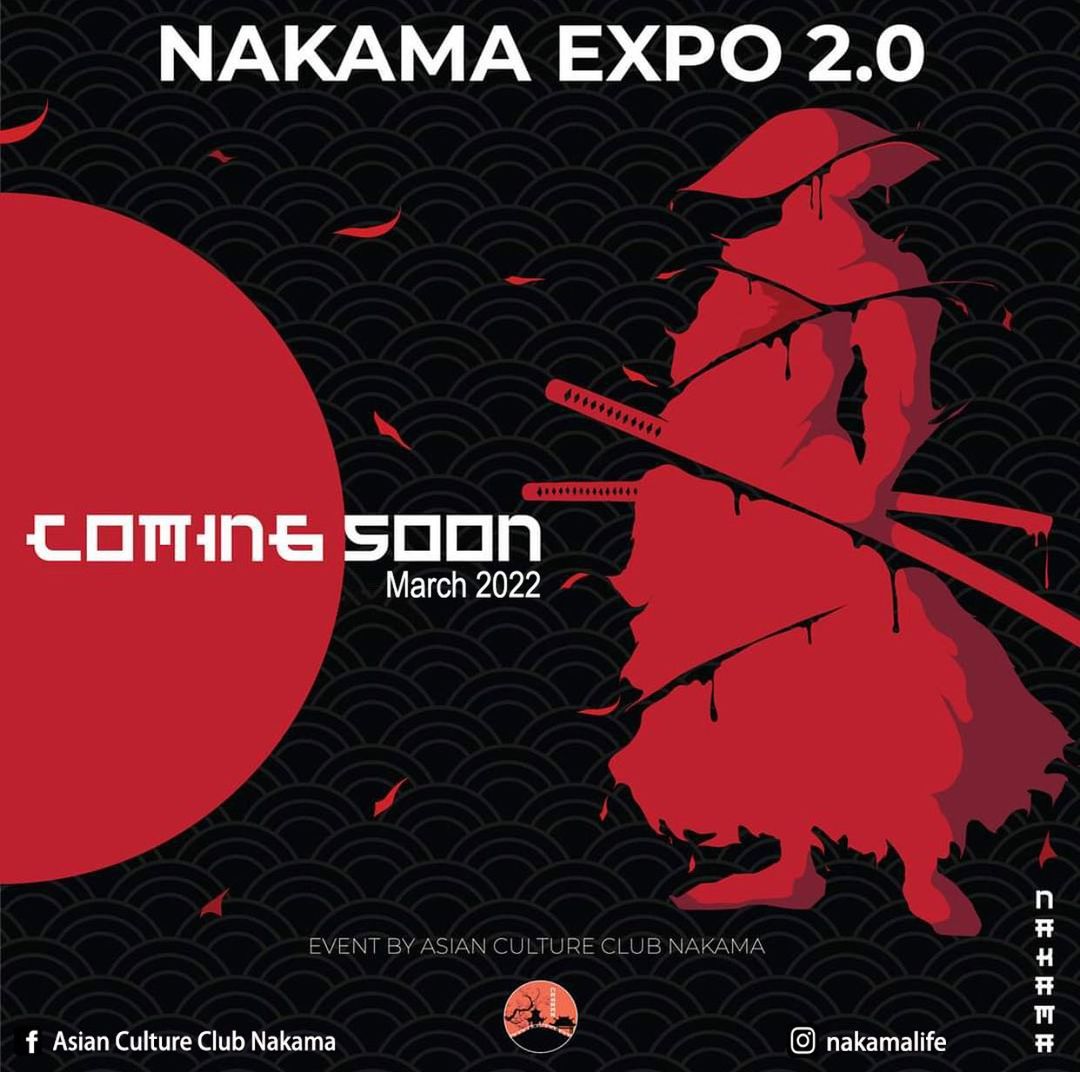 NAKAMA EXPO 2.0
COMING SOON
March 2022
EVENT BY ASIAN CULTURE CLUB NAKAMA
Asian Culture Club Nakama
nakamalife
NAKAMA